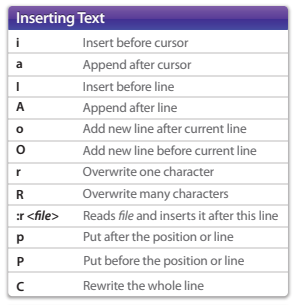 Inserting Text
i Insert before cursor
a Append after cursor
I Insert before line
A Append after line
o Add new line after current line
O Add new line before current line
r Overwrite one character
R Overwrite many characters
:r <file> Reads file and inserts it after this line
p Put after the position or line
P Put before the position or line
C Rewrite the whole line